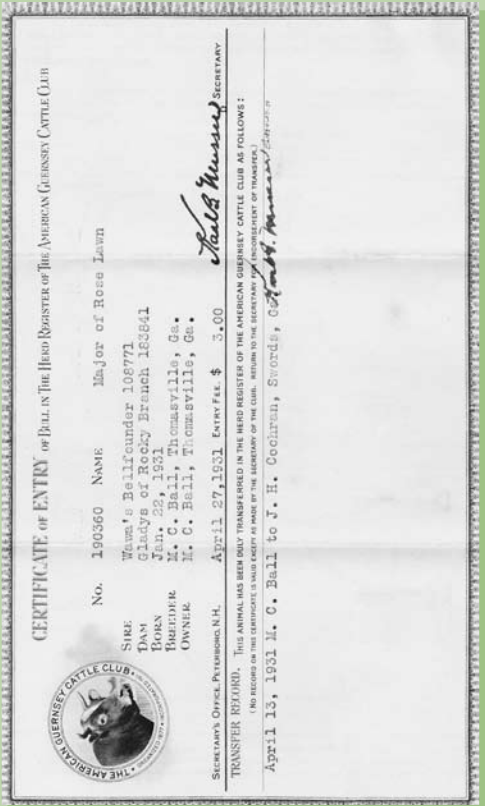 CERTIFICATE OF ENTRY OF BULL IN THE HERD REGISTER OF THE AMERICAN GUERNSEY CATTLE CLUB
THE AMERICAN GUERNSEY CATTLE CLUB
No. 190360 NAME Major of Rose Lawn
SIRE Wawa's Bellfounder 108771
DAM Gladys of Rocky Branch 183841
BORN Jan. 22, 1931
BREEDER M. C. Ball, Thomasville, Ga.
OWNER M. C. Ball, Thomasville, Ga.
SECRETARY'S OFFICE, PETERBORO, N.H., April 27,1931 ENTRY FEE. $ 3.00 Karl B. Musser SECRETARY
TRANSFER RECORD. THIS ANIMAL HAS BEEN DULY TRANSFERRED IN THE HERD REGISTER OF THE AMERICAN GUERNSEY CATTLE CLUB AS FOLLOWS:
(NO RECORD ON THIS CERTIFICATE IS VALID EXCEPT AS MADE BY THE SECRETARY OF THE CLUB. RETURN TO THE SECRETARY FOR ENDORSEMENT OF TRANSFER.)
April 13, 1931 M. C. Ball to J. H. Cochran, Swords, Ga. Karl B. Musser